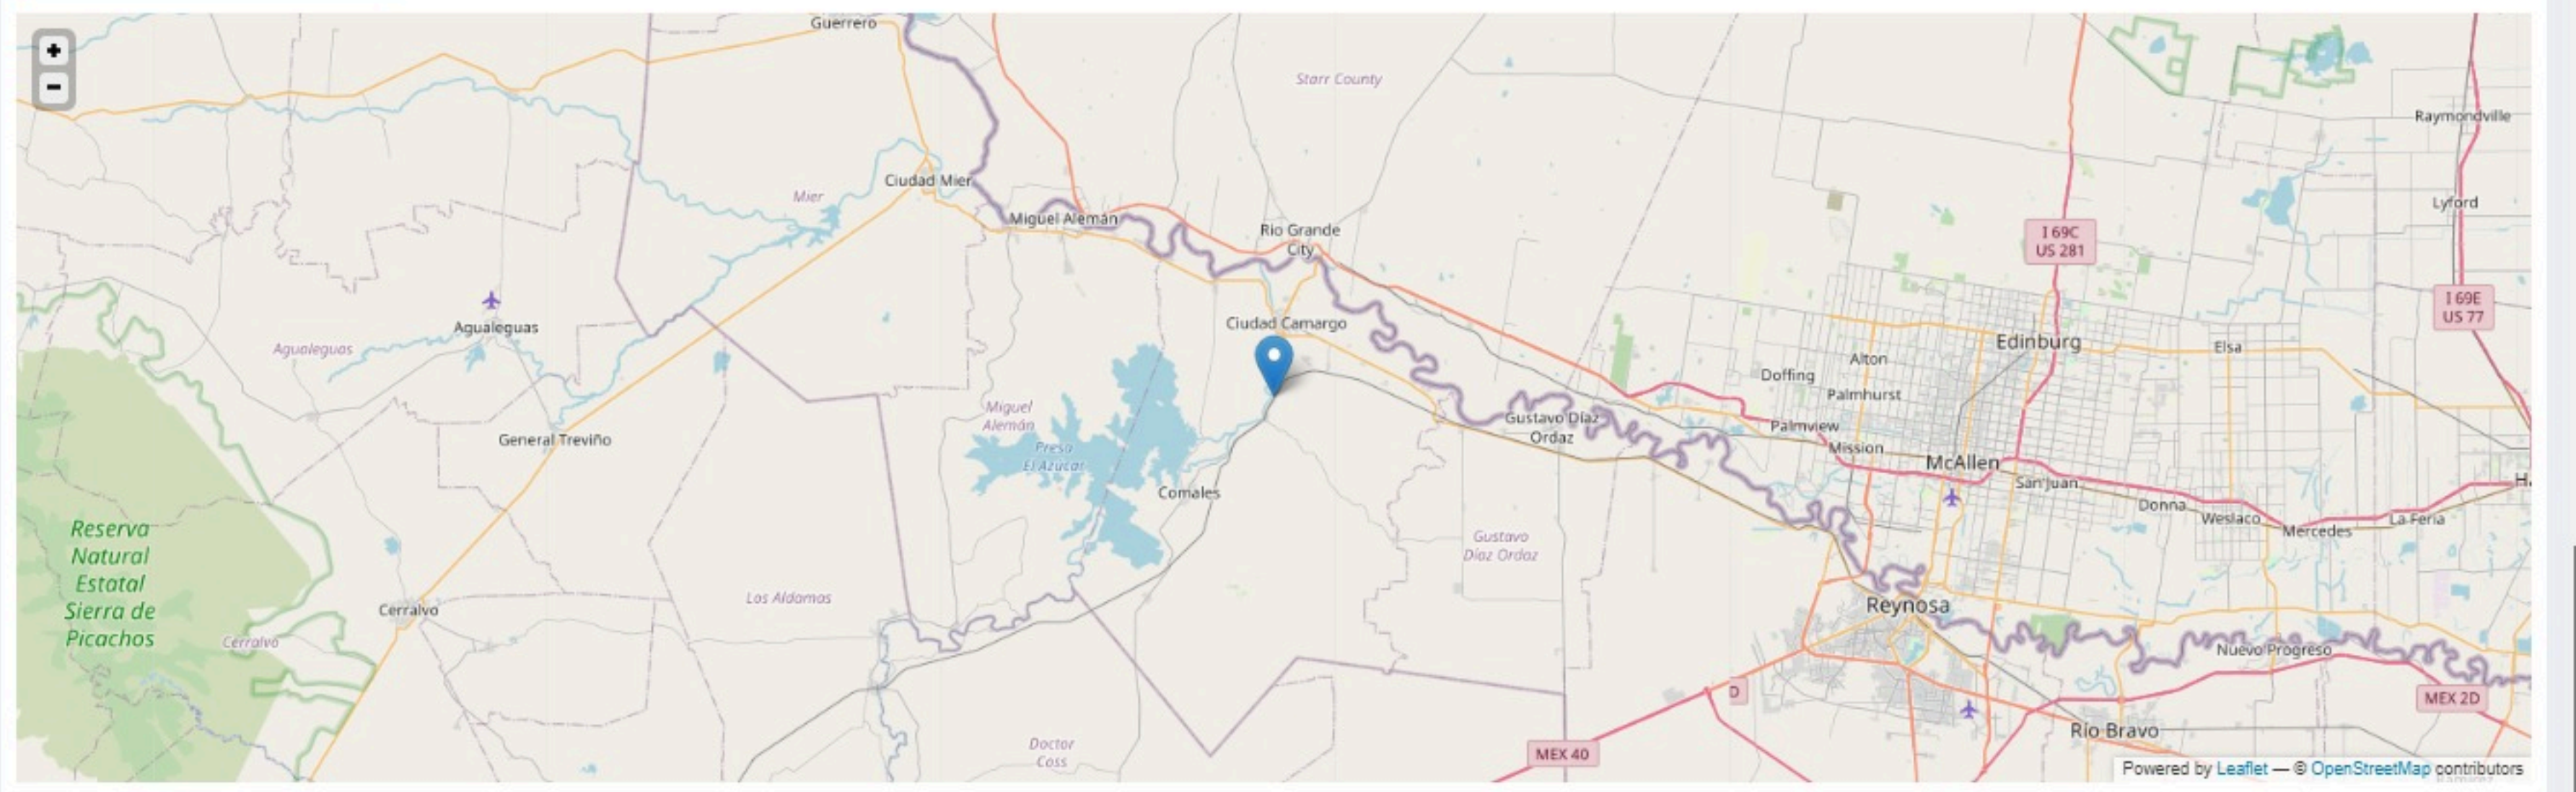 +
−
Guerrero
Starr County
Raymondville
Ciudad Mier
Mier
Miguel Alemán
Rio Grande
City
Lyford
I 69C
US 281
I 69E
US 77
Agualeguas
Agualeguas
Ciudad Camargo
Edinburg
Elsa
Alton
Doffing
Palmhurst
Miguel
Alemán
Gustavo Díaz
Ordaz
Palmview
General Treviño
Presa
El Azúcar
Mission
McAllen
San Juan
Comales
Donna
Weslaco
Mercedes
La Feria
H
Reserva
Natural
Estatal
Sierra de
Picachos
Gustavo
Díaz Ordaz
Los Aldamas
Cerralvo
Cerralvo
Reynosa
Nuevo Progreso
D
MEX 2D
Río Bravo
Doctor
Coss
MEX 40
Powered by Leaflet — © OpenStreetMap contributors